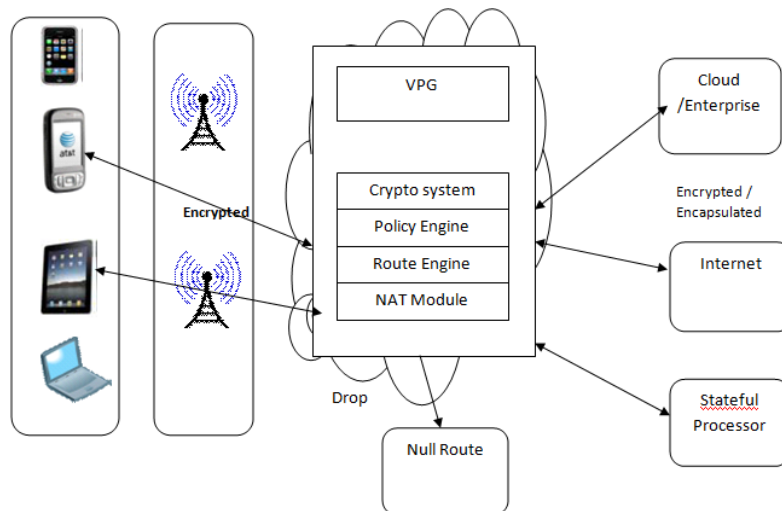 at&t
Encrypted
VPG
Crypto system
Policy Engine
Route Engine
NAT Module
Drop
Null Route
Cloud
/Enterprise
Encrypted /
Encapsulated
Internet
Stateful
Processor